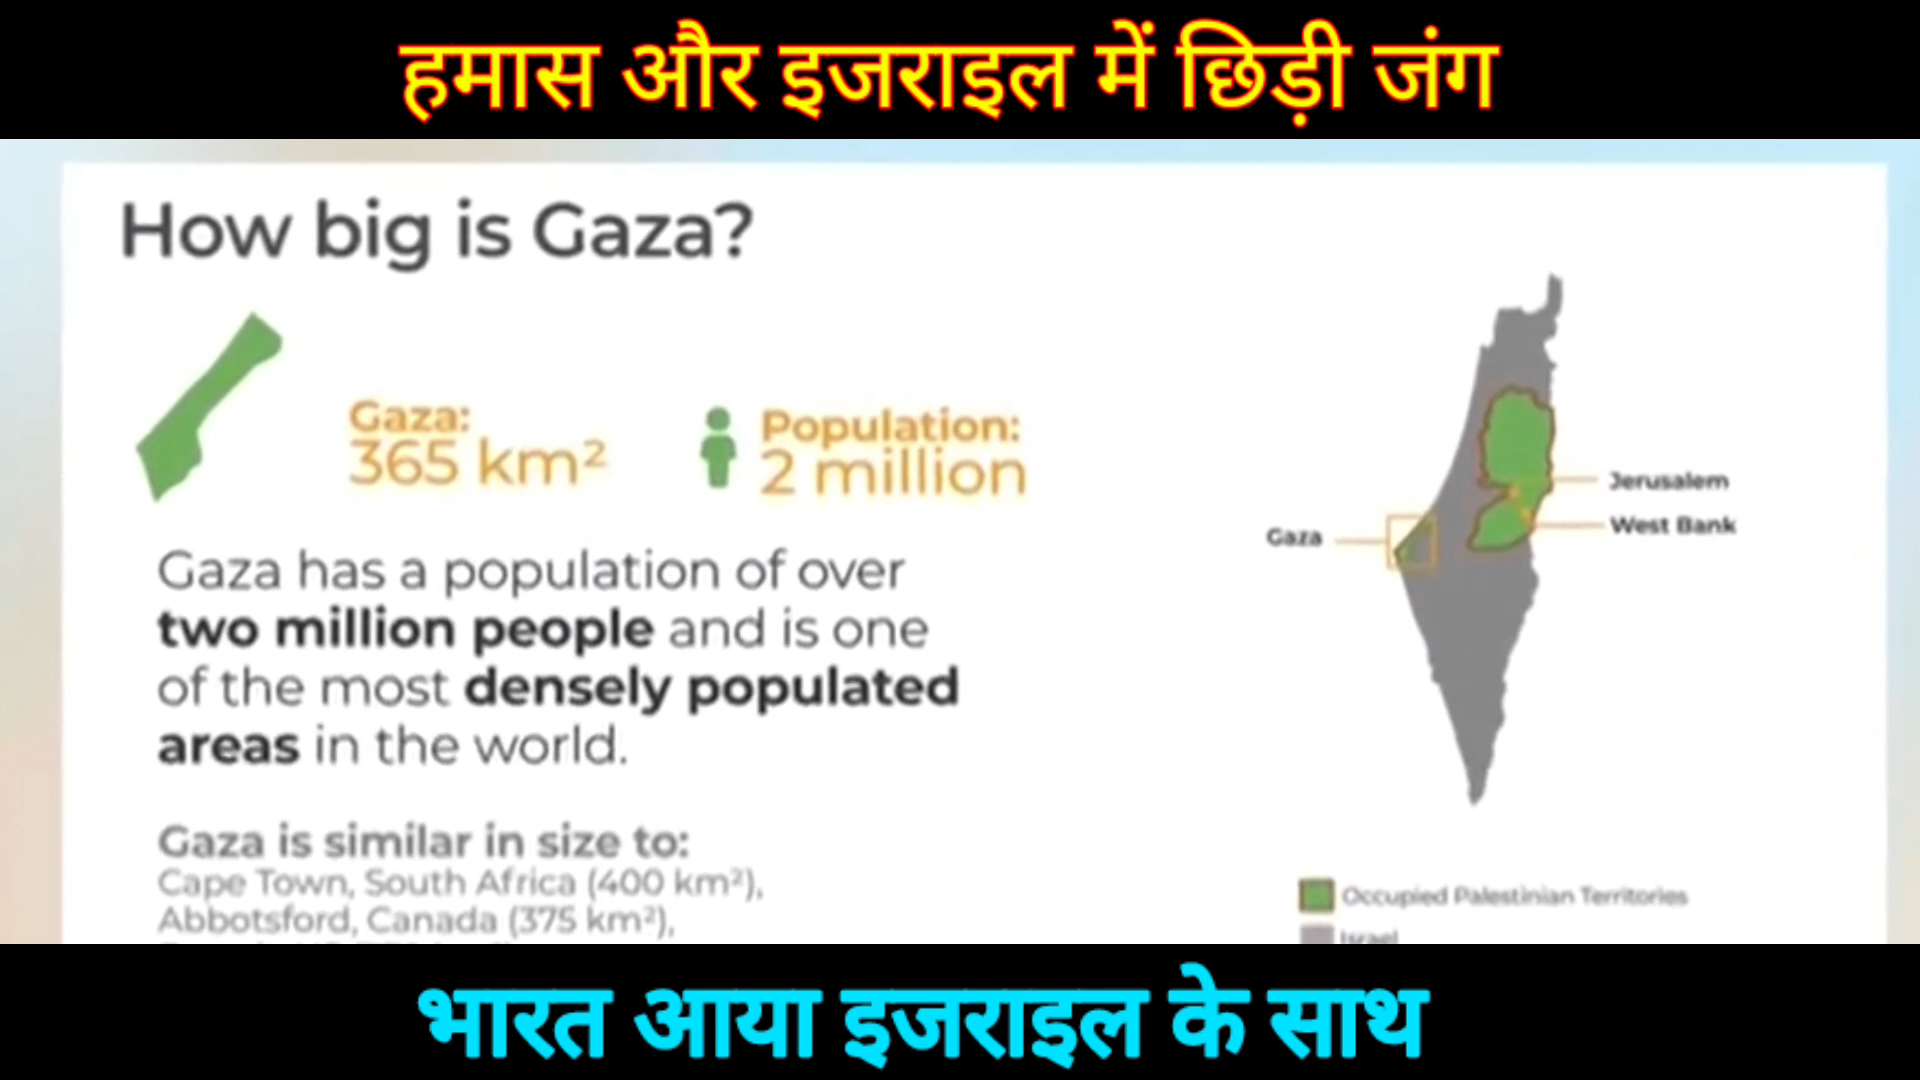 हमास और इजराइल में छिड़ी जंग
How big is Gaza?
Gaza:
365 km²
Population:
2 million
Gaza has a population of over
two million people and is one
of the most densely populated
areas in the world.
Gaza is similar in size to:
Cape Town, South Africa (400 km²),
Abbotsford, Canada (375 km²),
Jerusalem
West Bank
Gaza
Occupied Palestinian Territories
Israel
भारत आया इजराइल के साथ